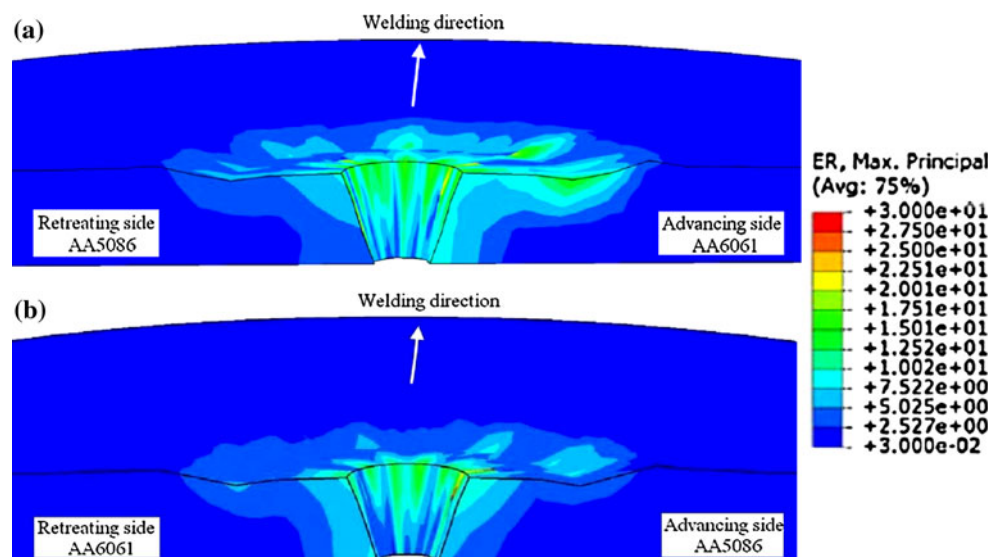 (a)
Welding direction
Retreating side
AA5086
Advancing side
AA6061
(b)
Welding direction
Retreating side
AA6061
Advancing side
AA5086
ER, Max. Principal
(Avg: 75%)
+3.000e+01
+2.750e+01
+2.500e+01
+2.251e+01
+2.001e+01
+1.751e+01
+1.501e+01
+1.252e+01
+1.002e+01
+7.522e+00
+5.025e+00
+2.527e+00
+3.000e-02